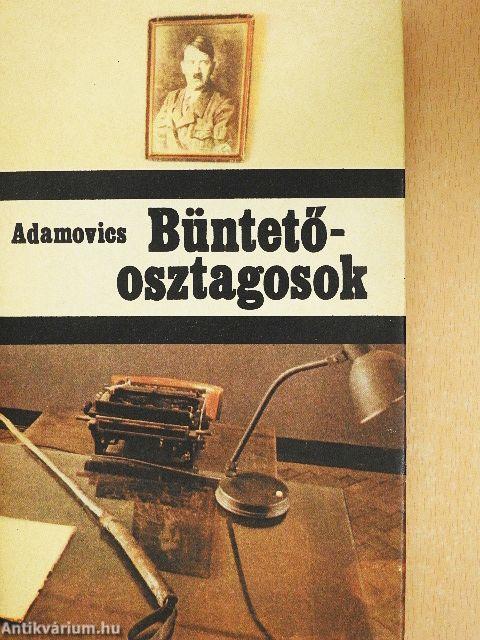 Adamovics Büntető-
osztagosok
Antikvárium.hu